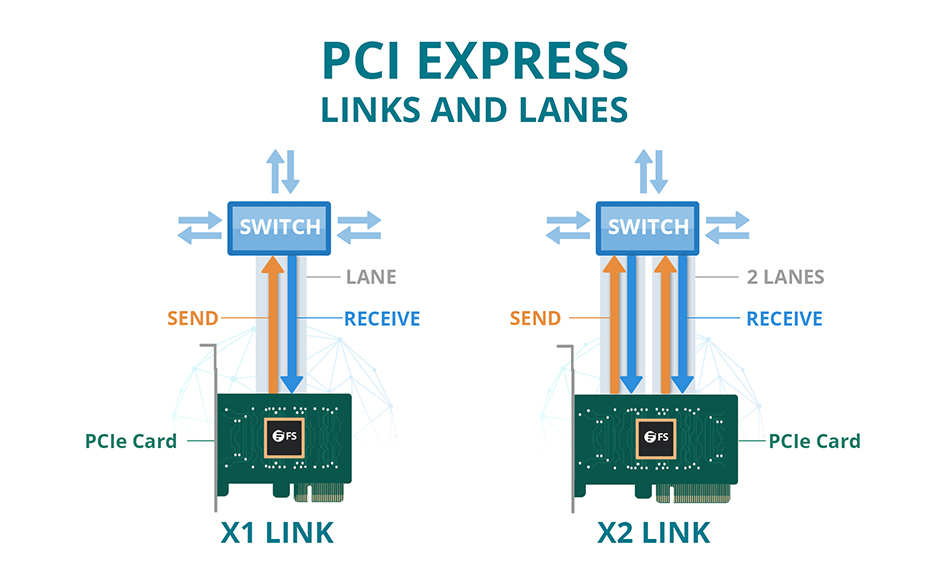 PCI EXPRESS
LINKS AND LANES
SWITCH
LANE
SEND
RECEIVE
PCIe Card
FS
X1 LINK
SWITCH
2 LANES
SEND
RECEIVE
FS
PCIe Card
X2 LINK